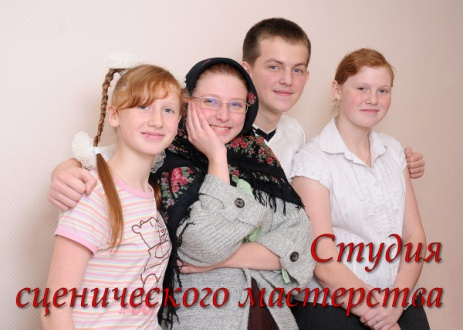 Студия
сценического мастерства